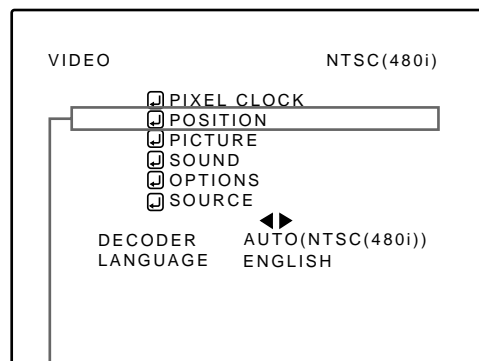 VIDEO NTSC(480i)
PIXEL CLOCK
POSITION
PICTURE
SOUND
OPTIONS
SOURCE
DECODER AUTO(NTSC(480i))
LANGUAGE ENGLISH